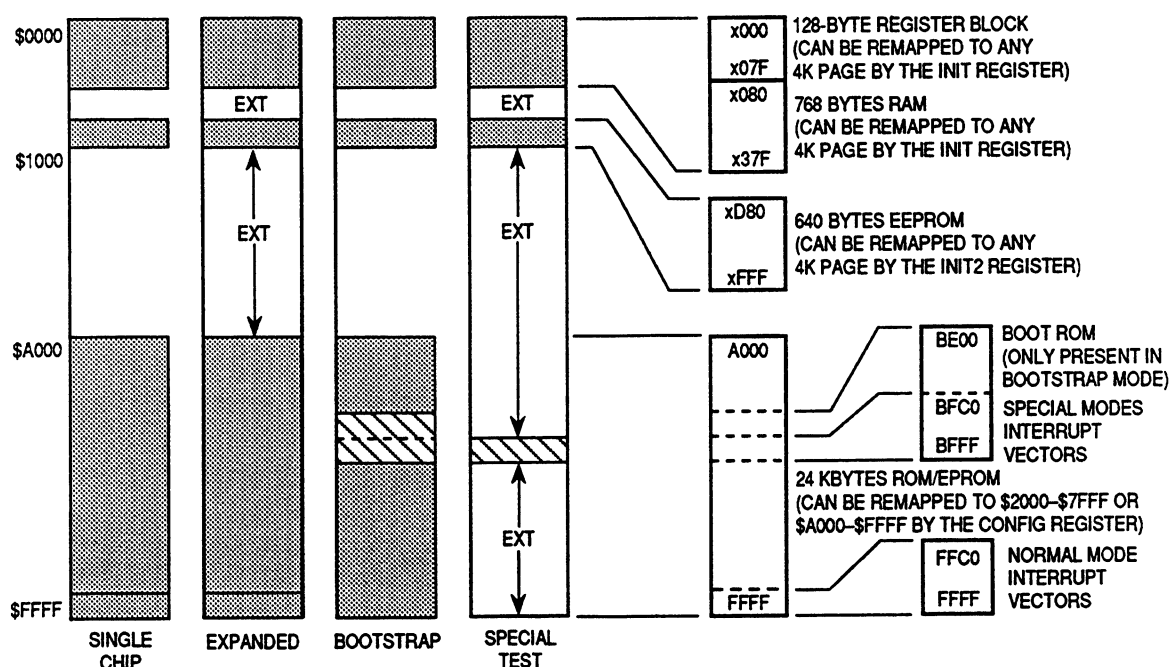 $0000
$1000
$A000
$FFFF
EXT
EXT
EXT
EXT
EXT
SINGLE
CHIP
EXPANDED
BOOTSTRAP
SPECIAL
TEST
x000
x07F
128-BYTE REGISTER BLOCK
(CAN BE REMAPPED TO ANY
4K PAGE BY THE INIT REGISTER)
x080
x37F
768 BYTES RAM
(CAN BE REMAPPED TO ANY
4K PAGE BY THE INIT REGISTER)
xD80
xFFF
640 BYTES EEPROM
(CAN BE REMAPPED TO ANY
4K PAGE BY THE INIT2 REGISTER)
A000
FFFF
BE00
BFC0
BFFF
BOOT ROM
(ONLY PRESENT IN
BOOTSTRAP MODE)
SPECIAL MODES
INTERRUPT
VECTORS
24 KBYTES ROM/EPROM
(CAN BE REMAPPED TO $2000–$7FFF OR
$A000–$FFFF BY THE CONFIG REGISTER)
FFC0
FFFF
NORMAL MODE
INTERRUPT
VECTORS